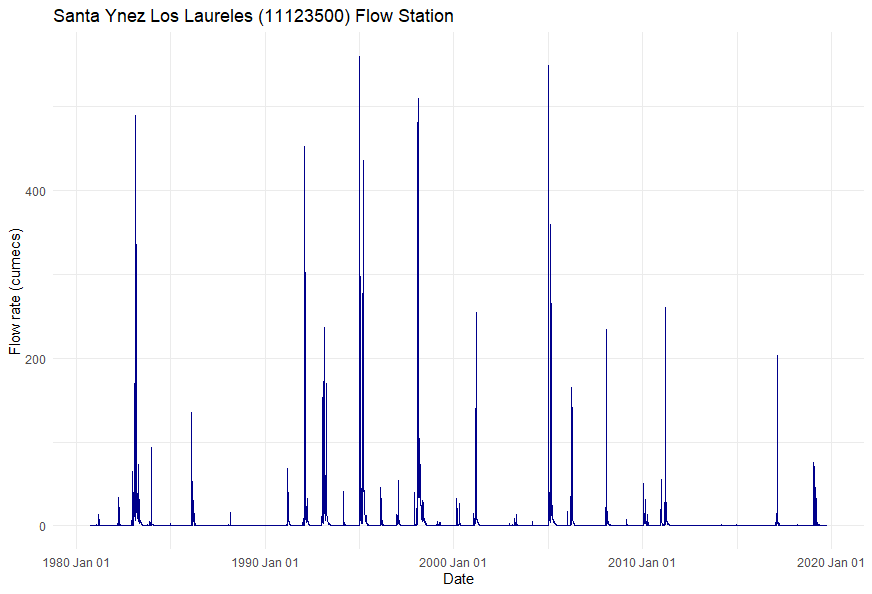 Santa Ynez Los Laureles (11123500) Flow Station
Flow rate (cumecs)
400
200
0
1980 Jan 01 1990 Jan 01 2000 Jan 01 2010 Jan 01 2020 Jan 01
Date